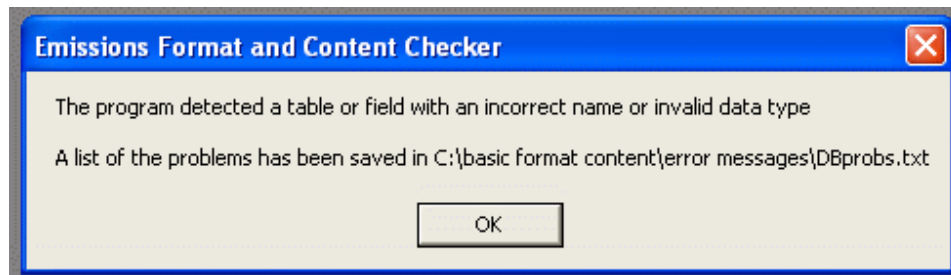 Emissions Format and Content Checker
The program detected a table or field with an incorrect name or invalid data type
A list of the problems has been saved in C:\basic format content\error messages\DBprobs.txt
OK